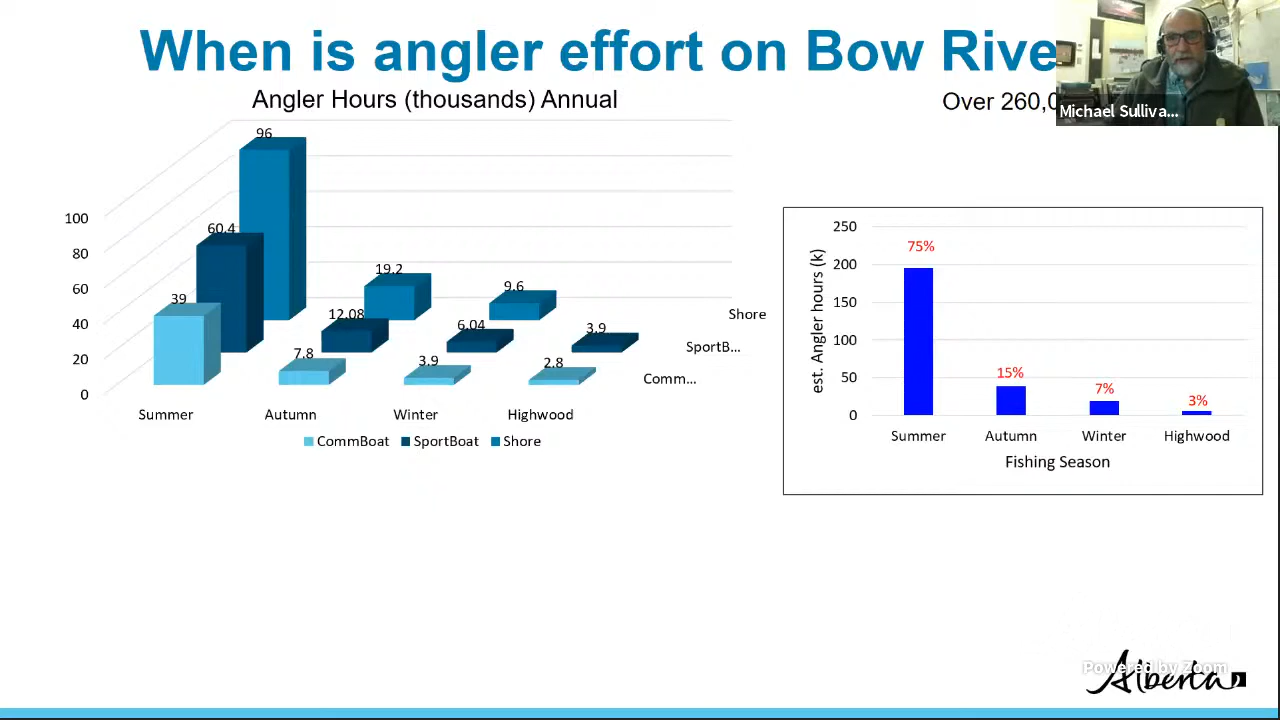 When is angler effort on Bow Rive
Angler Hours (thousands) Annual
Over 260,0
Michael Sulliva...
96
60.4
39
19.2
12.08
7.8
9.6
6.04
3.9
3.9
2.8
100
80
60
40
20
0
Shore
SportB...
Comm...
Summer
Autumn
Winter
Highwood
CommBoat
SportBoat
Shore
est. Angler hours (k)
250
200
150
100
50
0
75%
15%
7%
3%
Summer
Autumn
Winter
Highwood
Fishing Season
Powered by Zoom
Alberta